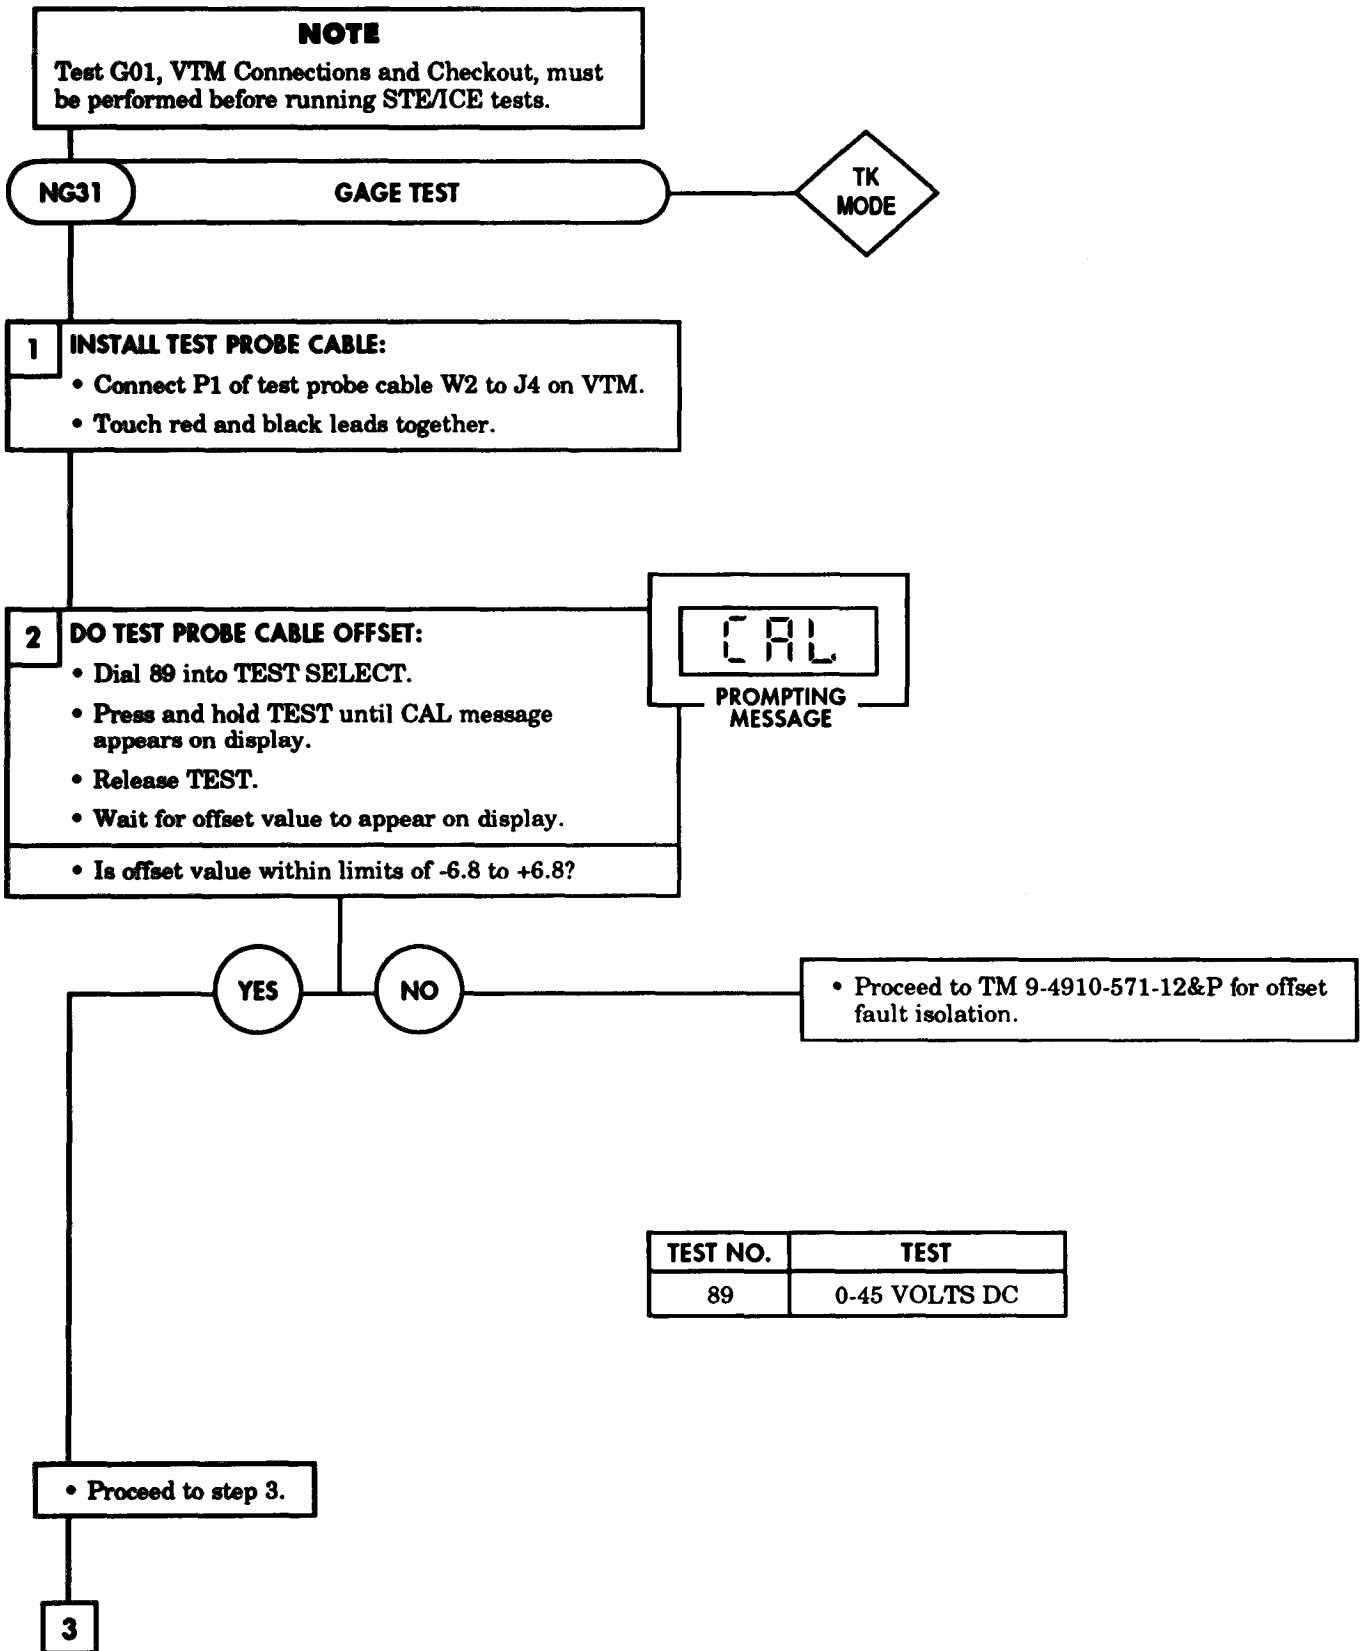 NOTE
Test G01, VTM Connections and Checkout, must
be performed before running STE/ICE tests.
NG31
GAGE TEST
TK
MODE
1
INSTALL TEST PROBE CABLE:
• Connect P1 of test probe cable W2 to J4 on VTM.
• Touch red and black leads together.
2
DO TEST PROBE CABLE OFFSET:
• Dial 89 into TEST SELECT.
• Press and hold TEST until CAL message
appears on display.
• Release TEST.
• Wait for offset value to appear on display.
• Is offset value within limits of -6.8 to +6.8?
CAL
PROMPTING
MESSAGE
YES
NO
• Proceed to TM 9-4910-571-12&P for offset
fault isolation.
TEST NO. TEST
89 0-45 VOLTS DC
• Proceed to step 3.
3